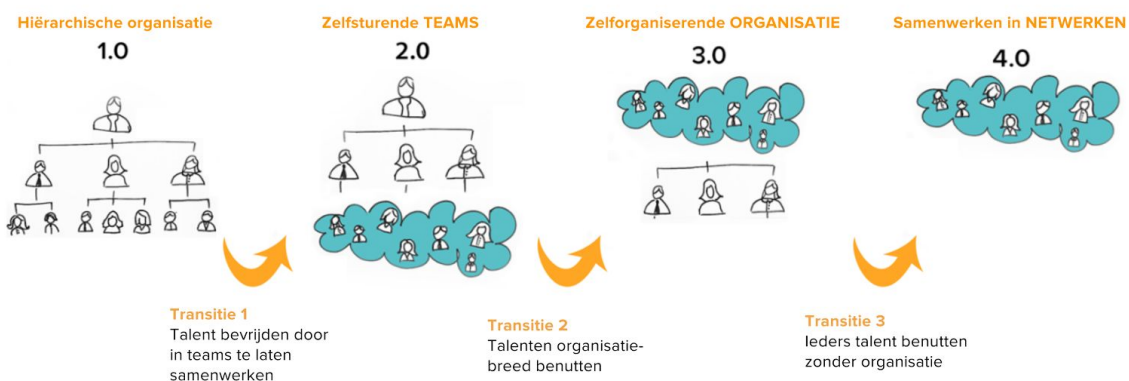 Hiërarchische organisatie
1.0
Zelfsturende TEAMS
2.0
Zelforganiserende ORGANISATIE
3.0
Samenwerken in NETWERKEN
4.0
Transitie 1
Talent bevrijden door
in teams te laten
samenwerken
Transitie 2
Talenten organisatie-
breed benutten
Transitie 3
Ieders talent benutten
zonder organisatie